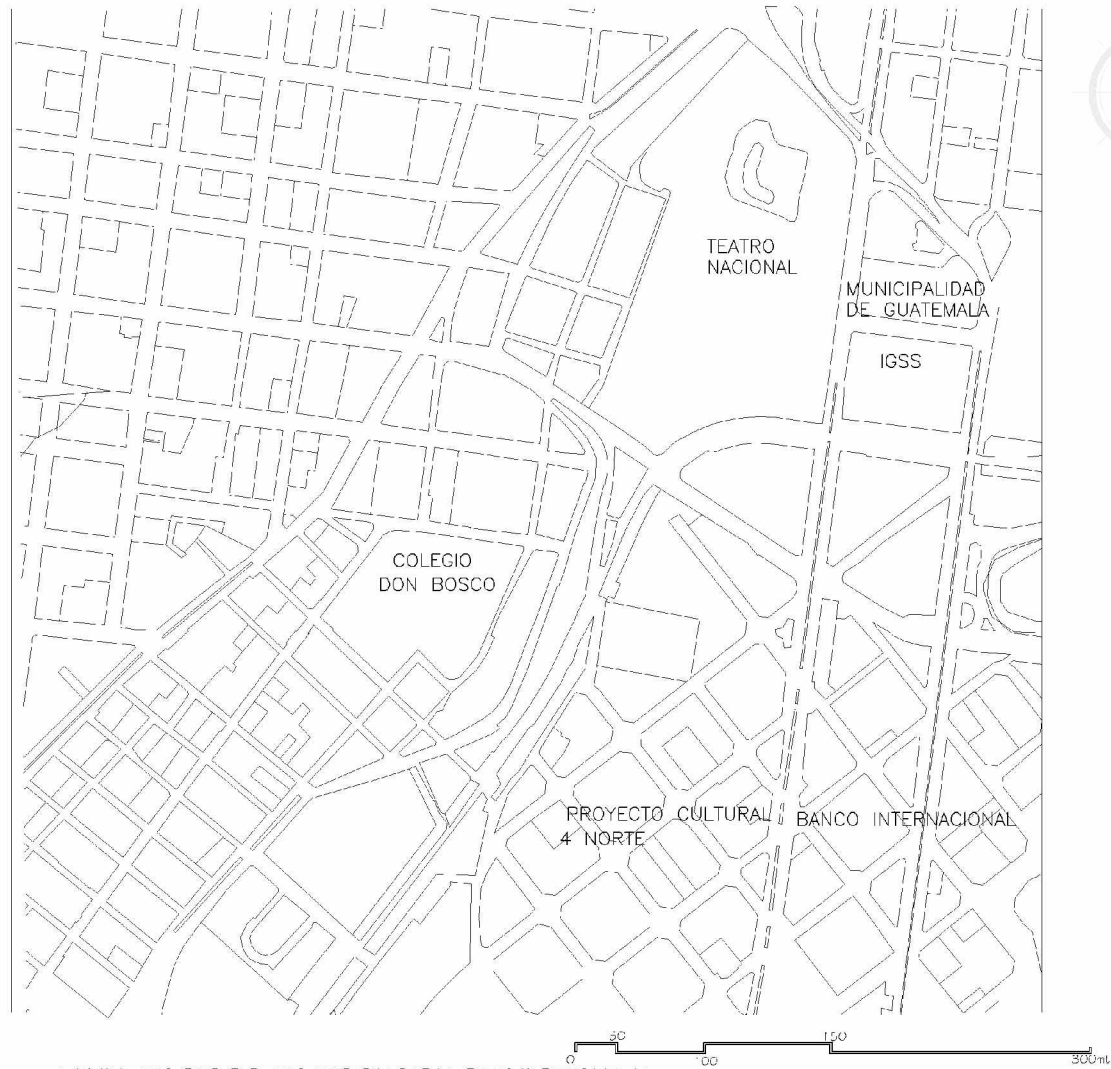 TEATRO
NACIONAL
MUNICIPALIDAD
DE GUATEMALA
IGSS
COLEGIO
DON BOSCO
PROYECTO CULTURAL
4 NORTE
BANCO INTERNACIONAL
50
150
0
100
300mt